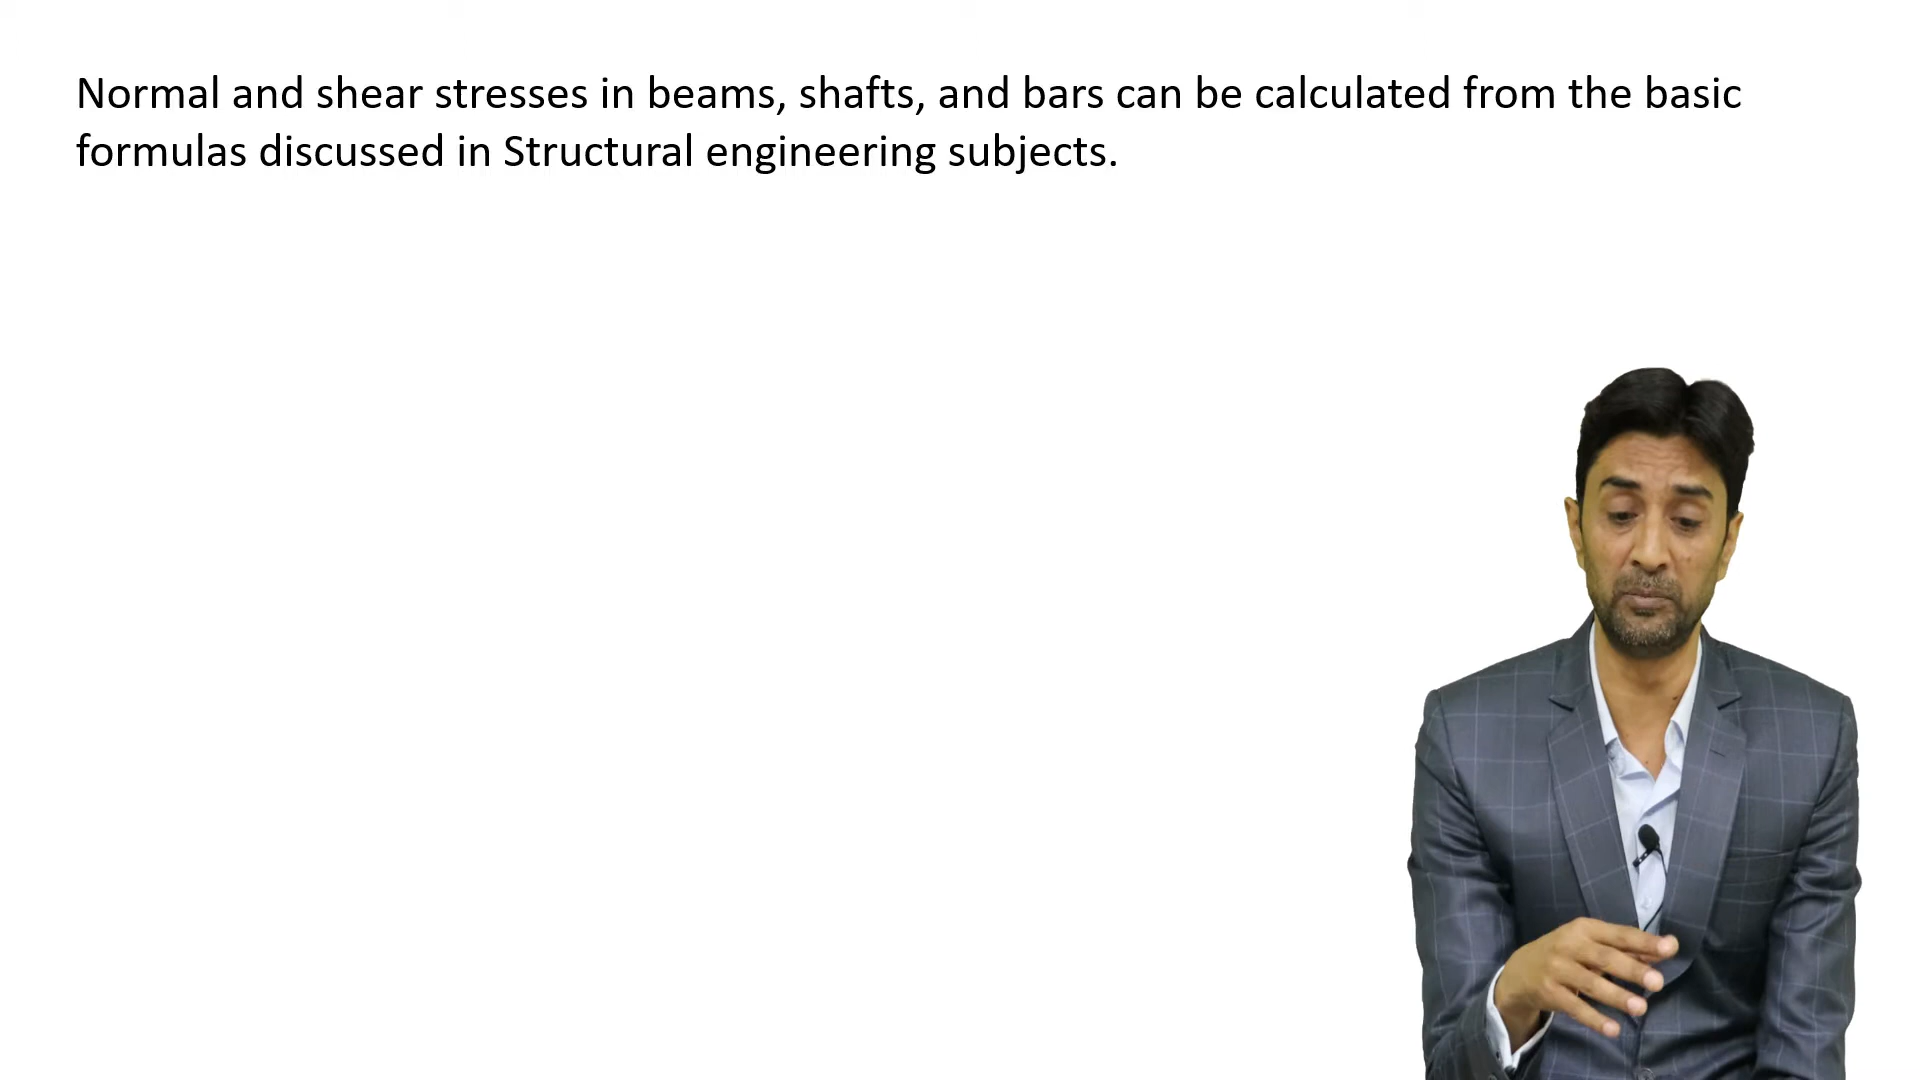 Normal and shear stresses in beams, shafts, and bars can be calculated from the basic
formulas discussed in Structural engineering subjects.